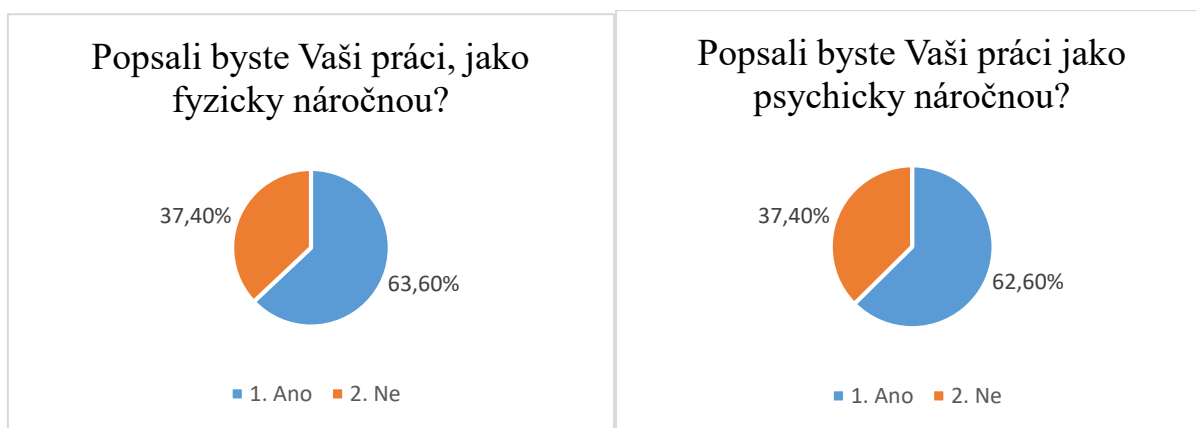 Popsali byste Vaši práci, jako
fyzicky náročnou?
37,40%
63,60%
1. Ano 2. Ne
Popsali byste Vaši práci jako
psychicky náročnou?
37,40%
62,60%
1. Ano 2. Ne